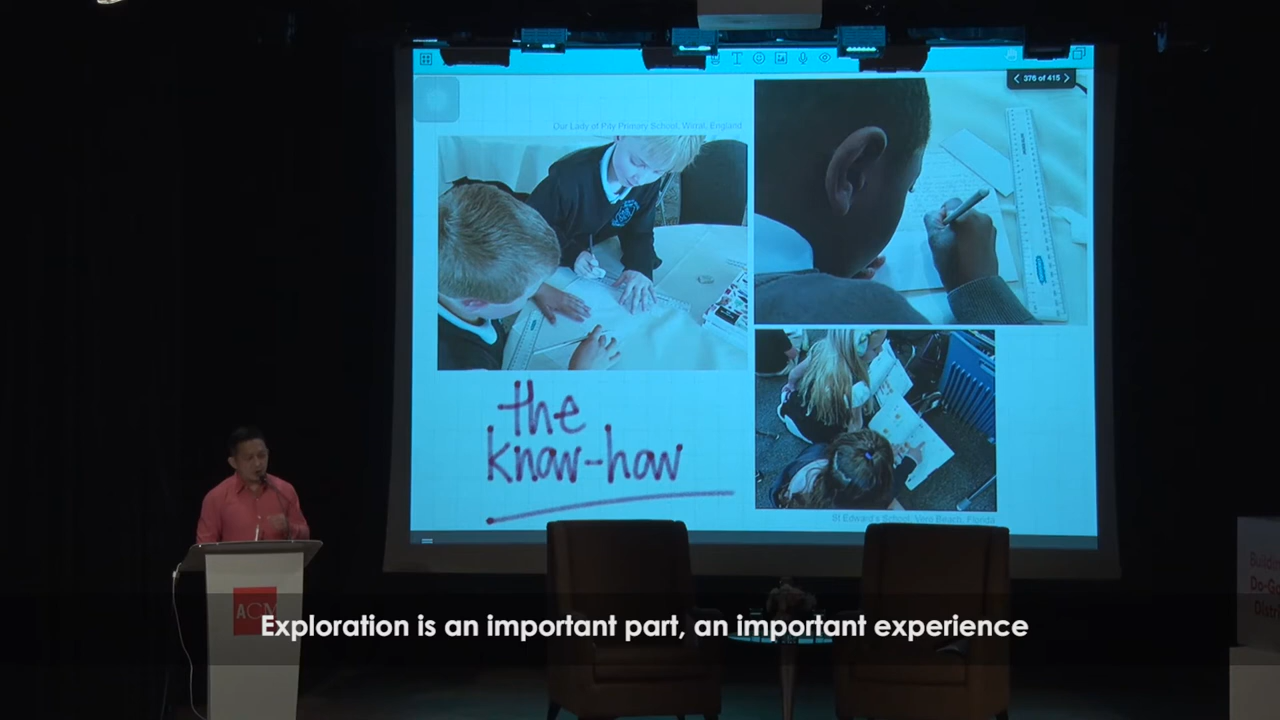 376 of 415
Our Lady of Pity Primary School, Wirral, England
the
know-how
St Edward's School, Vero Beach, Florida
ACM
Exploration is an important part, an important experience